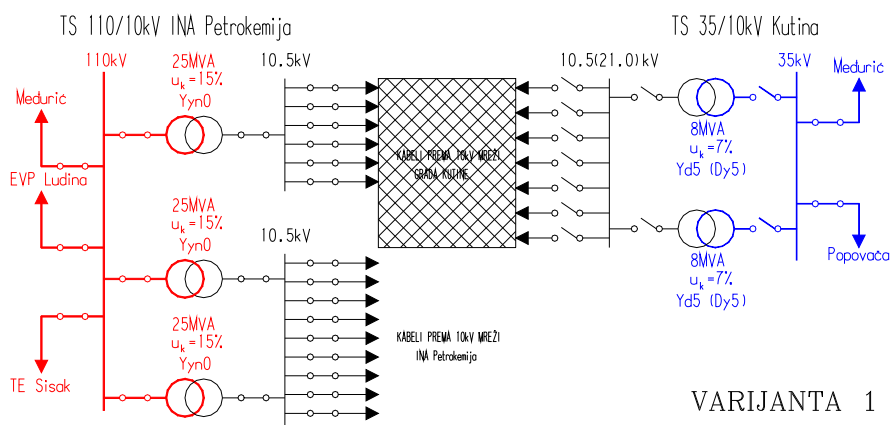 TS 110/10kV INA Petrokemija
TS 35/10kV Kutina
110kV
25MVA
uk=15%
Yyn0
10.5kV
10.5(21.0)kV
35kV
Međurić
EVP Ludina
TE Sisak
25MVA
uk=15%
Yyn0
10.5kV
25MVA
uk=15%
Yyn0
KABELI PREMA 10kV MREŽI
GRADA KUTINE
KABELI PREMA 10kV MREŽI
INA Petrokemija
8MVA
uk=7%
Yd5 (Dy5)
8MVA
uk=7%
Yd5 (Dy5)
Međurić
Popovača
VARIJANTA 1